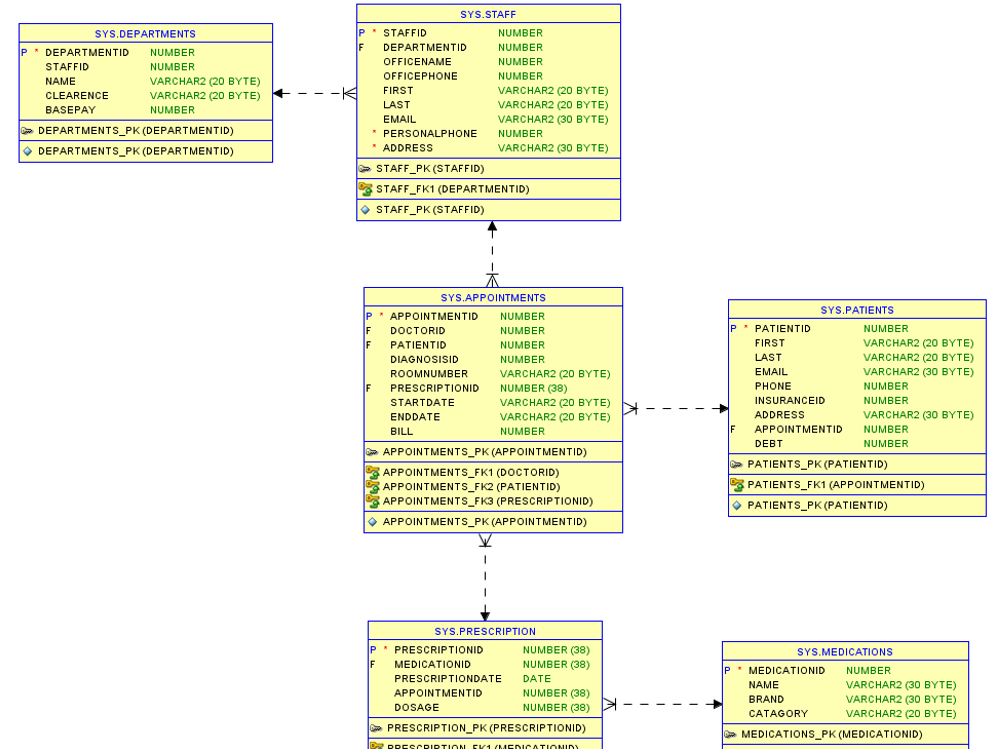 SYS.DEPARTMENTS
P * DEPARTMENTID NUMBER
STAFFID NUMBER
NAME VARCHAR2 (20 BYTE)
CLEARENCE VARCHAR2 (20 BYTE)
BASEPAY NUMBER
DEPARTMENTS_PK (DEPARTMENTID)
DEPARTMENTS_PK (DEPARTMENTID)
SYS.STAFF
P * STAFFID NUMBER
F DEPARTMENTID NUMBER
OFFICENAME NUMBER
OFFICEPHONE NUMBER
FIRST VARCHAR2 (20 BYTE)
LAST VARCHAR2 (20 BYTE)
EMAIL VARCHAR2 (30 BYTE)
* PERSONALPHONE NUMBER
* ADDRESS VARCHAR2 (30 BYTE)
STAFF_PK (STAFFID)
STAFF_FK1 (DEPARTMENTID)
STAFF_PK (STAFFID)
SYS.APPOINTMENTS
P * APPOINTMENTID NUMBER
F DOCTORID NUMBER
F PATIENTID NUMBER
DIAGNOSISID NUMBER
ROOMNUMBER VARCHAR2 (20 BYTE)
F PRESCRIPTIONID NUMBER (38)
STARTDATE VARCHAR2 (20 BYTE)
ENDDATE VARCHAR2 (20 BYTE)
BILL NUMBER
APPOINTMENTS_PK (APPOINTMENTID)
APPOINTMENTS_FK1 (DOCTORID)
APPOINTMENTS_FK2 (PATIENTID)
APPOINTMENTS_FK3 (PRESCRIPTIONID)
APPOINTMENTS_PK (APPOINTMENTID)
SYS.PATIENTS
P * PATIENTID NUMBER
FIRST VARCHAR2 (20 BYTE)
LAST VARCHAR2 (20 BYTE)
EMAIL VARCHAR2 (30 BYTE)
PHONE NUMBER
INSURANCEID NUMBER
ADDRESS VARCHAR2 (30 BYTE)
F APPOINTMENTID NUMBER
DEBT NUMBER
PATIENTS_PK (PATIENTID)
PATIENTS_FK1 (APPOINTMENTID)
PATIENTS_PK (PATIENTID)
SYS.PRESCRIPTION
P * PRESCRIPTIONID NUMBER (38)
F MEDICATIONID NUMBER (38)
PRESCRIPTIONDATE DATE
APPOINTMENTID NUMBER (38)
DOSAGE NUMBER (38)
PRESCRIPTION_PK (PRESCRIPTIONID)
PRESCRIPTION_FK1 (MEDICATIONID)
SYS.MEDICATIONS
P * MEDICATIONID NUMBER
NAME VARCHAR2 (30 BYTE)
BRAND VARCHAR2 (30 BYTE)
CATAGORY VARCHAR2 (20 BYTE)
MEDICATIONS_PK (MEDICATIONID)